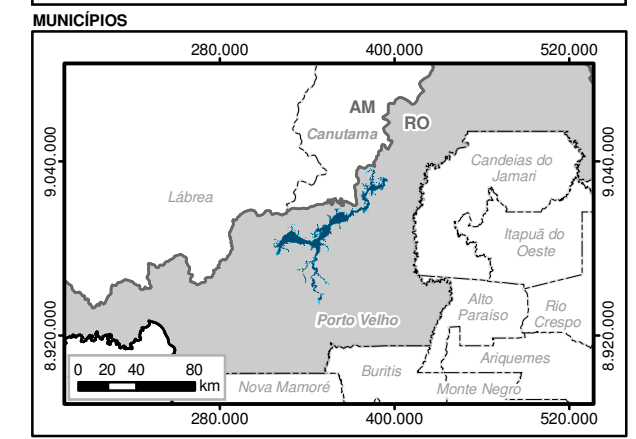 MUNICÍPIOS
280.000 400.000 520.000
AM
RO
Canutama
9.040.000
9.040.000
Candeias do
Jamari
Lábrea
Itapuã do
Oeste
Alto
Paraíso
Rio
Crespo
Porto Velho
8.920.000
8.920.000
Ariquemes
Buritis
0 20 40 80
km
Nova Mamoré
Monte Negro
280.000 400.000 520.000